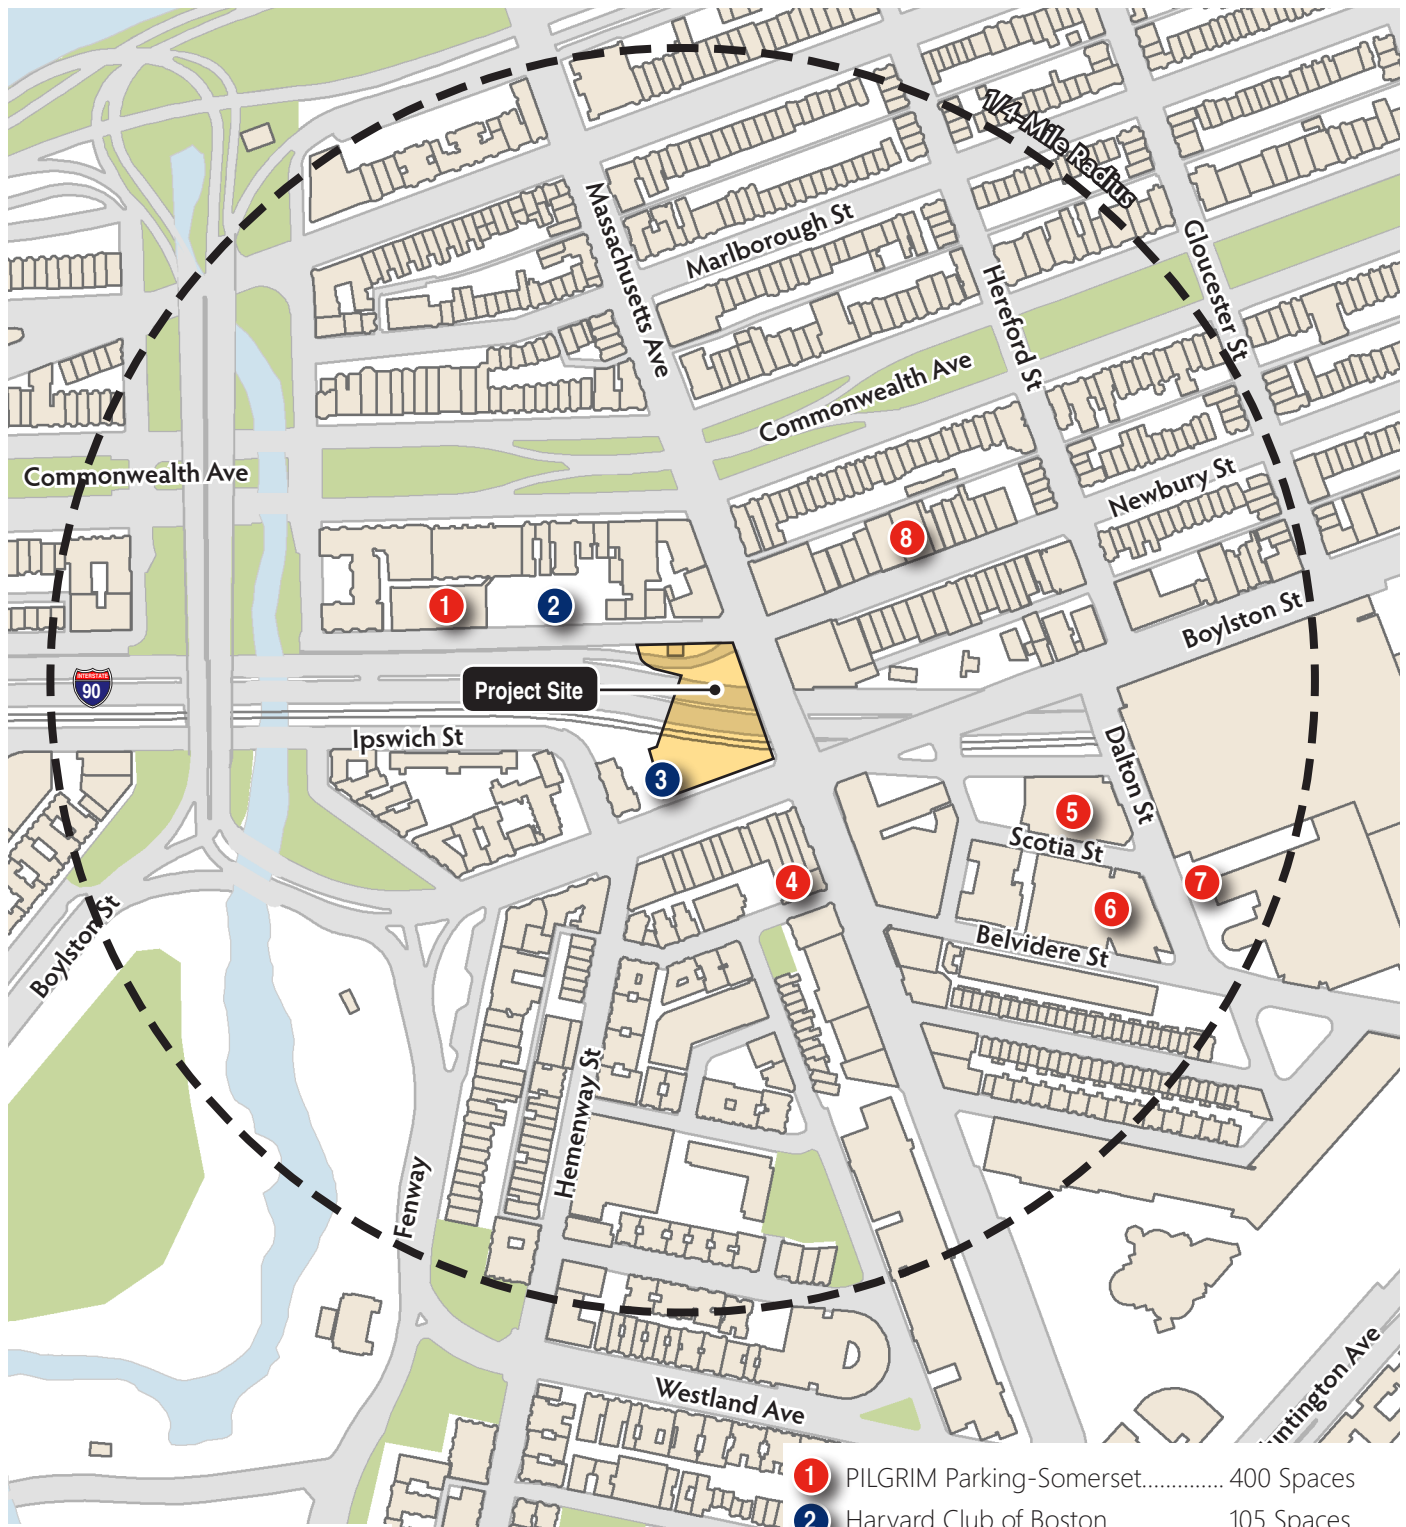 1/4-Mile Radius
Massachusetts Ave
Marlborough St
Gloucester St
Hereford St
Commonwealth Ave
Commonwealth Ave
Newbury St
8
1
2
Boylston St
INTERSTATE
90
Project Site
Ipswich St
3
Dalton St
5
Scotia St
4
7
6
Boylston St
Belvidere St
Hemenway St
Fenway
Westland Ave
untington Ave
1 PILGRIM Parking-Somerset.............. 400 Spaces
2 Harvard Club of Boston 105 Spaces